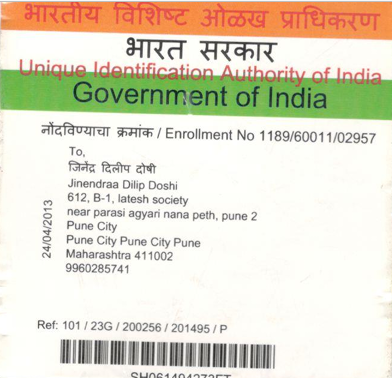 भारतीय विशिष्ट ओळख प्राधिकरण
भारत सरकार
Unique Identification Authority of India
Government of India
नोंदविण्याचा क्रमांक / Enrollment No 1189/60011/02957
To,
जिनेंद्र दिलीप दोषी
Jinendraa Dilip Doshi
612, B-1, latesh society
near parasi agyari nana peth, pune 2
Pune City
Pune City Pune City Pune
Maharashtra 411002
9960285741
24/04/2013
Ref: 101 / 23G / 200256 / 201495 / P